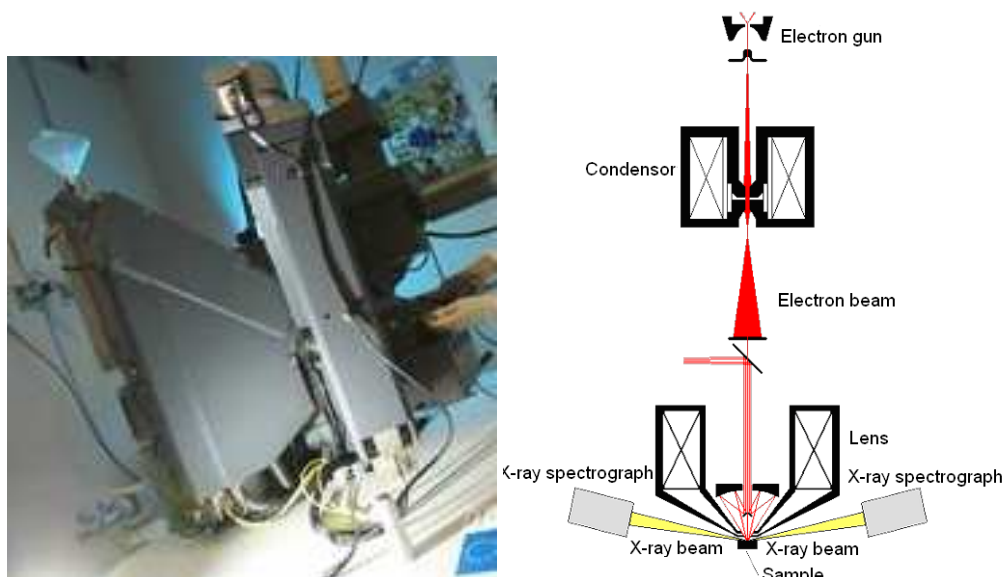 Electron gun
Condensor
Electron beam
Lens
X-ray spectrograph
X-ray spectrograph
X-ray beam
X-ray beam
Sample